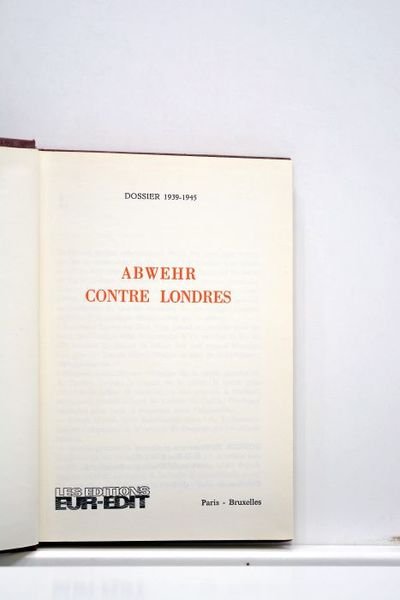 DOSSIER 1939-1945
ABWEHR
CONTRE LONDRES
LES EDITIONS
EUR-EDIT
Paris - Bruxelles